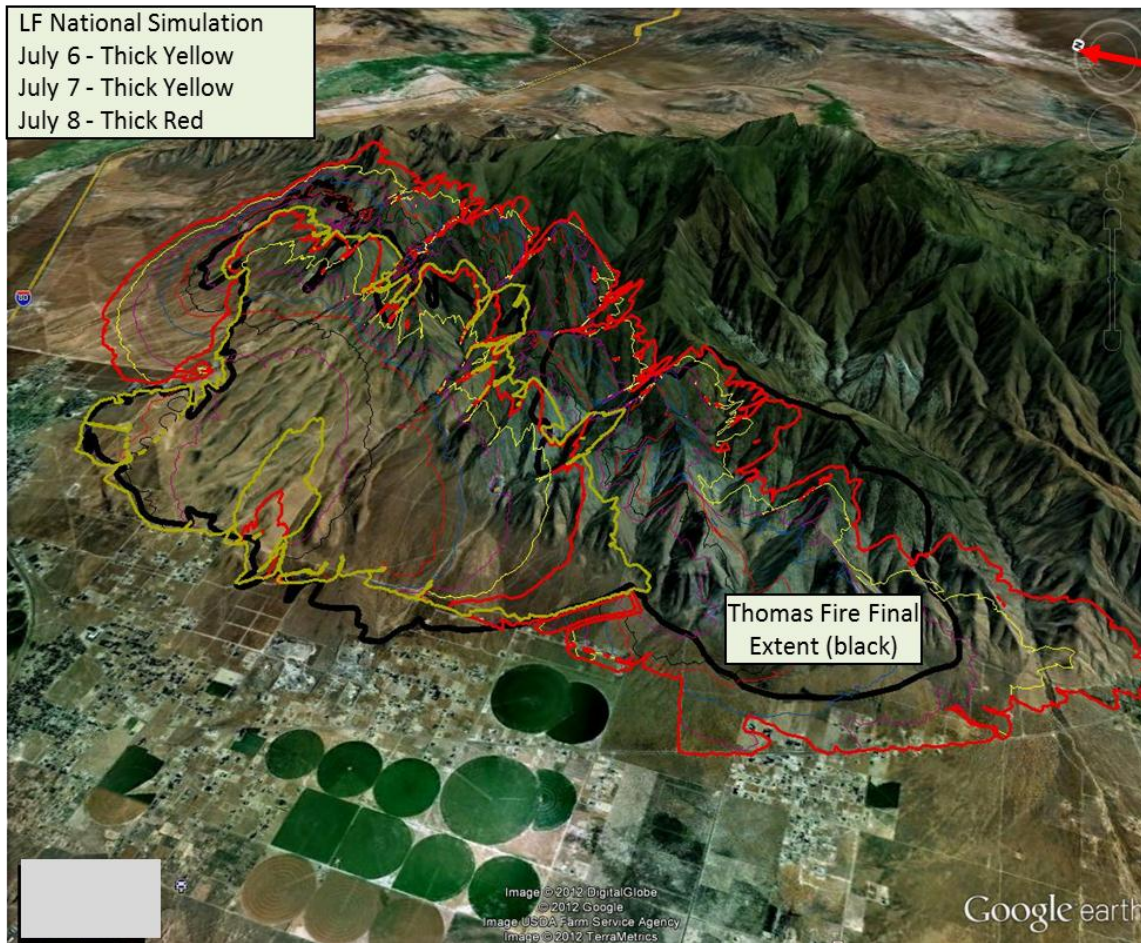 LF National Simulation
July 6 - Thick Yellow
July 7 - Thick Yellow
July 8 - Thick Red
N
80
Thomas Fire Final
Extent (black)
Image © 2012 DigitalGlobe
© 2012 Google
Image USDA Farm Service Agency
Image © 2012 TerraMetrics
Google earth